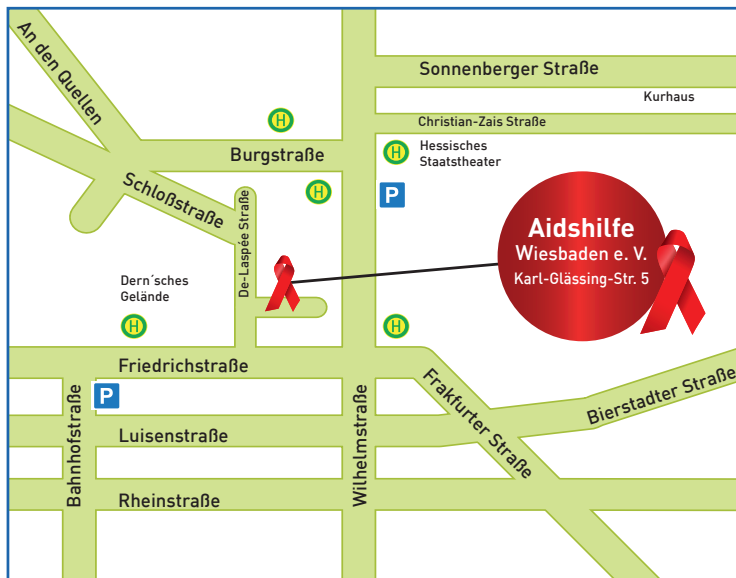 An den Quellen
Sonnenberger Straße
Kurhaus
Christian-Zais Straße
H
Burgstraße
H
Hessisches
Staatstheater
Schloßstraße
H
P
De-Laspée Straße
Aidshilfe
Wiesbaden e. V.
Karl-Glässing-Str. 5
Dern´sches
Gelände
H
H
Friedrichstraße
P
Bahnhofstraße
Luisenstraße
Wilhelmstraße
Frakfurter Straße
Bierstadter Straße
Rheinstraße